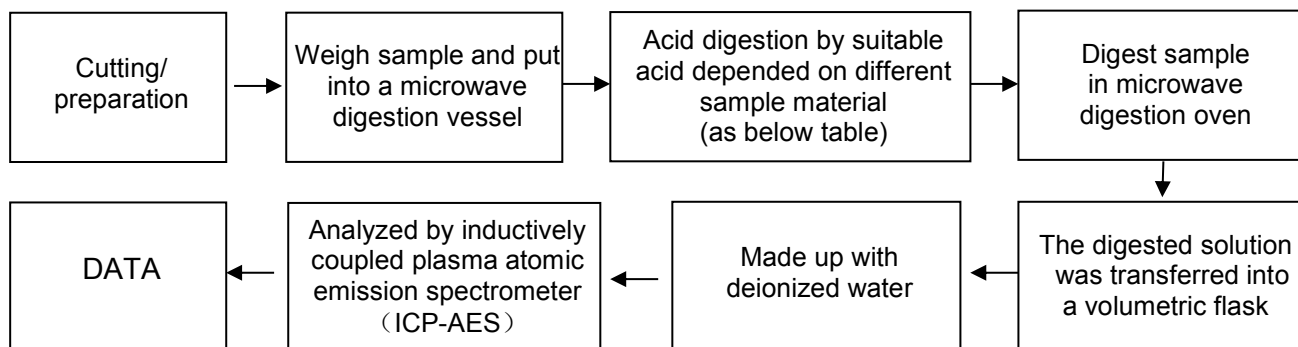 Cutting/
preparation
Weigh sample and put
into a microwave
digestion vessel
Acid digestion by suitable
acid depended on different
sample material
(as below table)
Digest sample
in microwave
digestion oven
The digested solution
was transferred into
a volumetric flask
Made up with
deionized water
Analyzed by inductively
coupled plasma atomic
emission spectrometer
（ICP-AES）
DATA